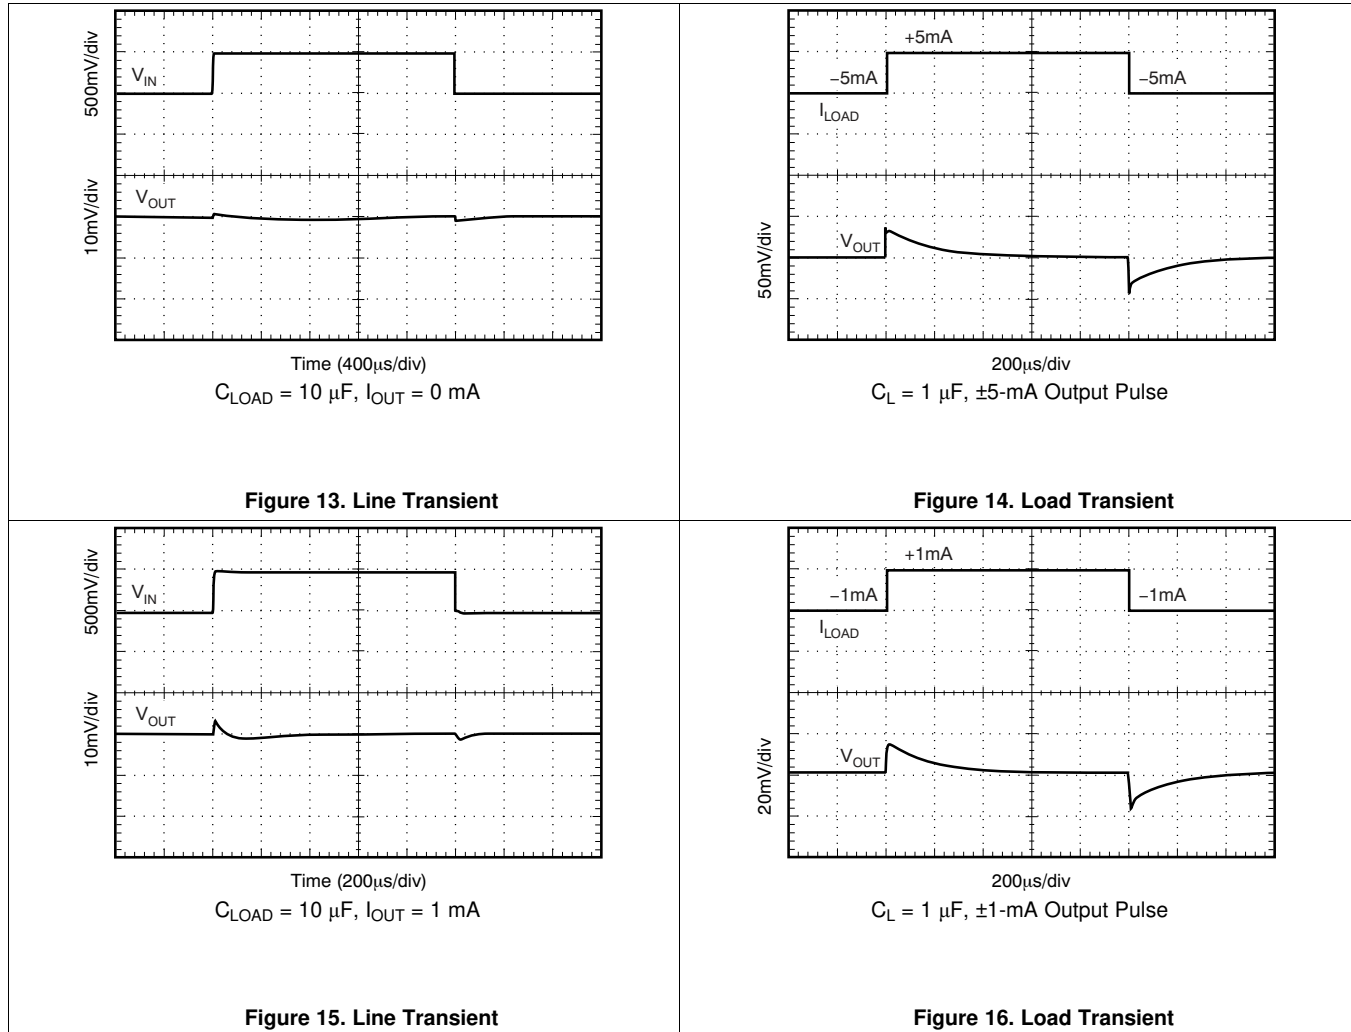 500mV/div
V_IN
10mV/div
V_OUT
Time (400μs/div)
C_LOAD = 10 μF, I_OUT = 0 mA
Figure 13. Line Transient
+5mA
−5mA
−5mA
I_LOAD
V_OUT
50mV/div
200μs/div
C_L = 1 μF, ±5-mA Output Pulse
Figure 14. Load Transient
500mV/div
V_IN
10mV/div
V_OUT
Time (200μs/div)
C_LOAD = 10 μF, I_OUT = 1 mA
Figure 15. Line Transient
+1mA
−1mA
−1mA
I_LOAD
V_OUT
20mV/div
200μs/div
C_L = 1 μF, ±1-mA Output Pulse
Figure 16. Load Transient